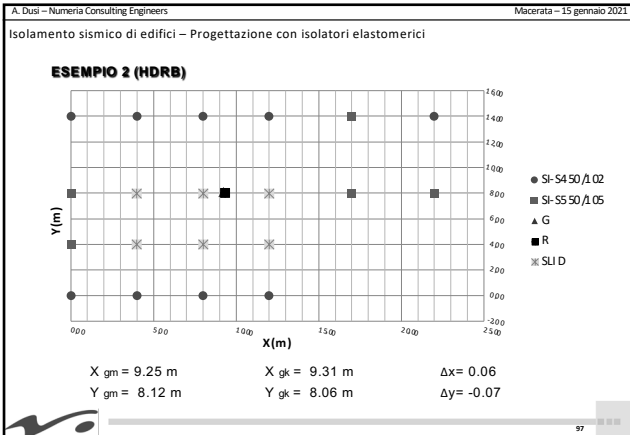 A. Dusi – Numeria Consulting Engineers Macerata – 15 gennaio 2021
Isolamento sismico di edifici – Progettazione con isolatori elastomerici
ESEMPIO 2 (HDRB)
16.00
14.00
12.00
10.00
8.00
6.00
4.00
2.00
0.00
-2.00
Y (m)
0.00 5.00 10.00 15.00 20.00 25.00
X (m)
SI-S 450/102
SI-S 550/105
G
R
SLID
X gm = 9.25 m X gk = 9.31 m Δx= 0.06
Y gm = 8.12 m Y gk = 8.06 m Δy= -0.07
97